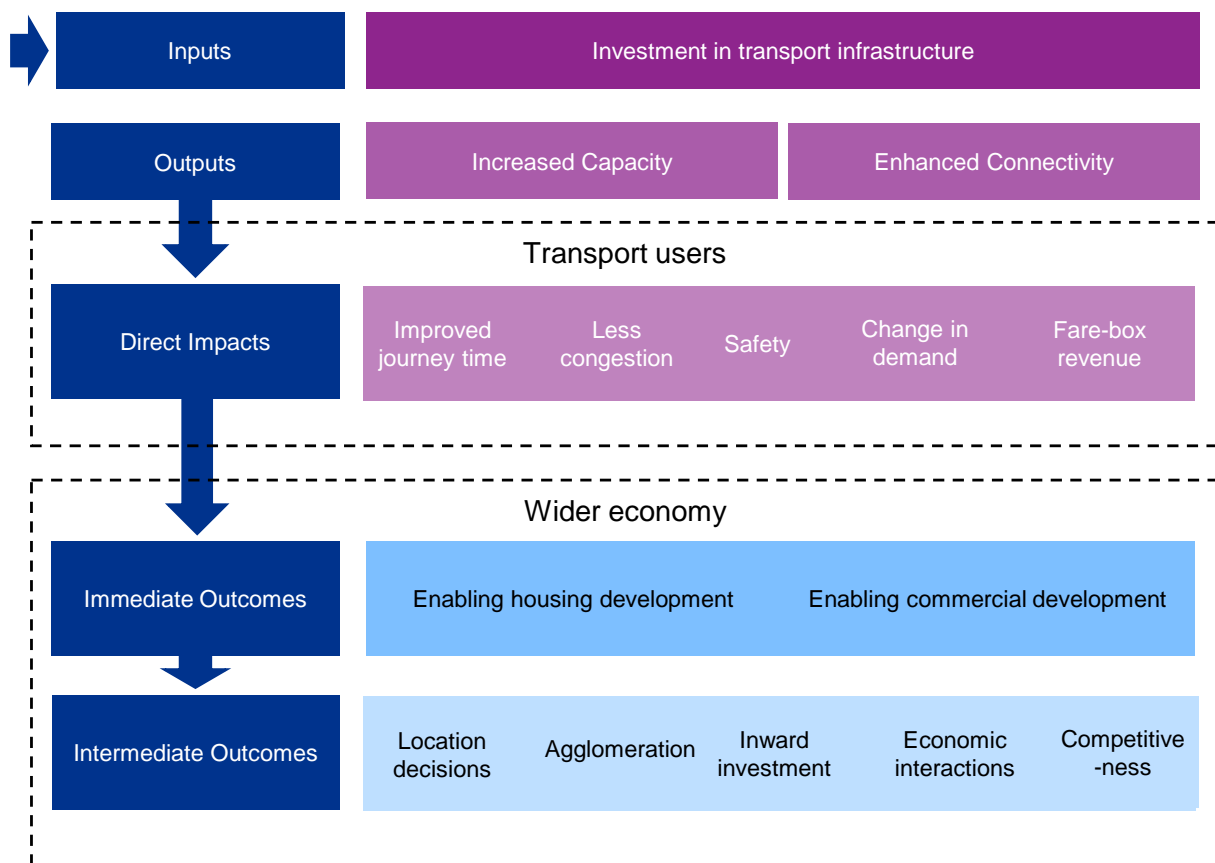 Inputs
Investment in transport infrastructure
Outputs
Increased Capacity
Enhanced Connectivity
Transport users
Direct Impacts
Improved
journey time
Less
congestion
Safety
Change in
demand
Fare-box
revenue
Wider economy
Immediate Outcomes
Enabling housing development
Enabling commercial development
Intermediate Outcomes
Location
decisions
Agglomeration
Inward
investment
Economic
interactions
Competitive
-ness